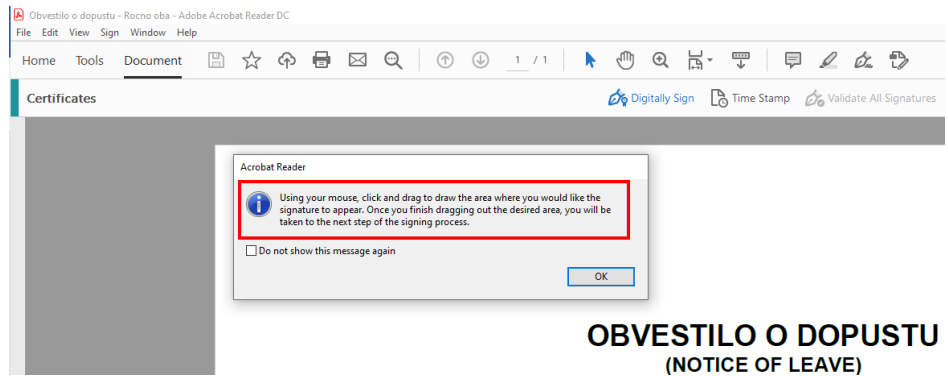 Obvestilo o dopustu - Rocno oba - Adobe Acrobat Reader DC
File Edit View Sign Window Help
Home Tools Document 1 / 1
Certificates Digitally Sign Time Stamp Validate All Signatures
Acrobat Reader
Using your mouse, click and drag to draw the area where you would like the
signature to appear. Once you finish dragging out the desired area, you will be
taken to the next step of the signing process.
Do not show this message again
OK
OBVESTILO O DOPUSTU
(NOTICE OF LEAVE)